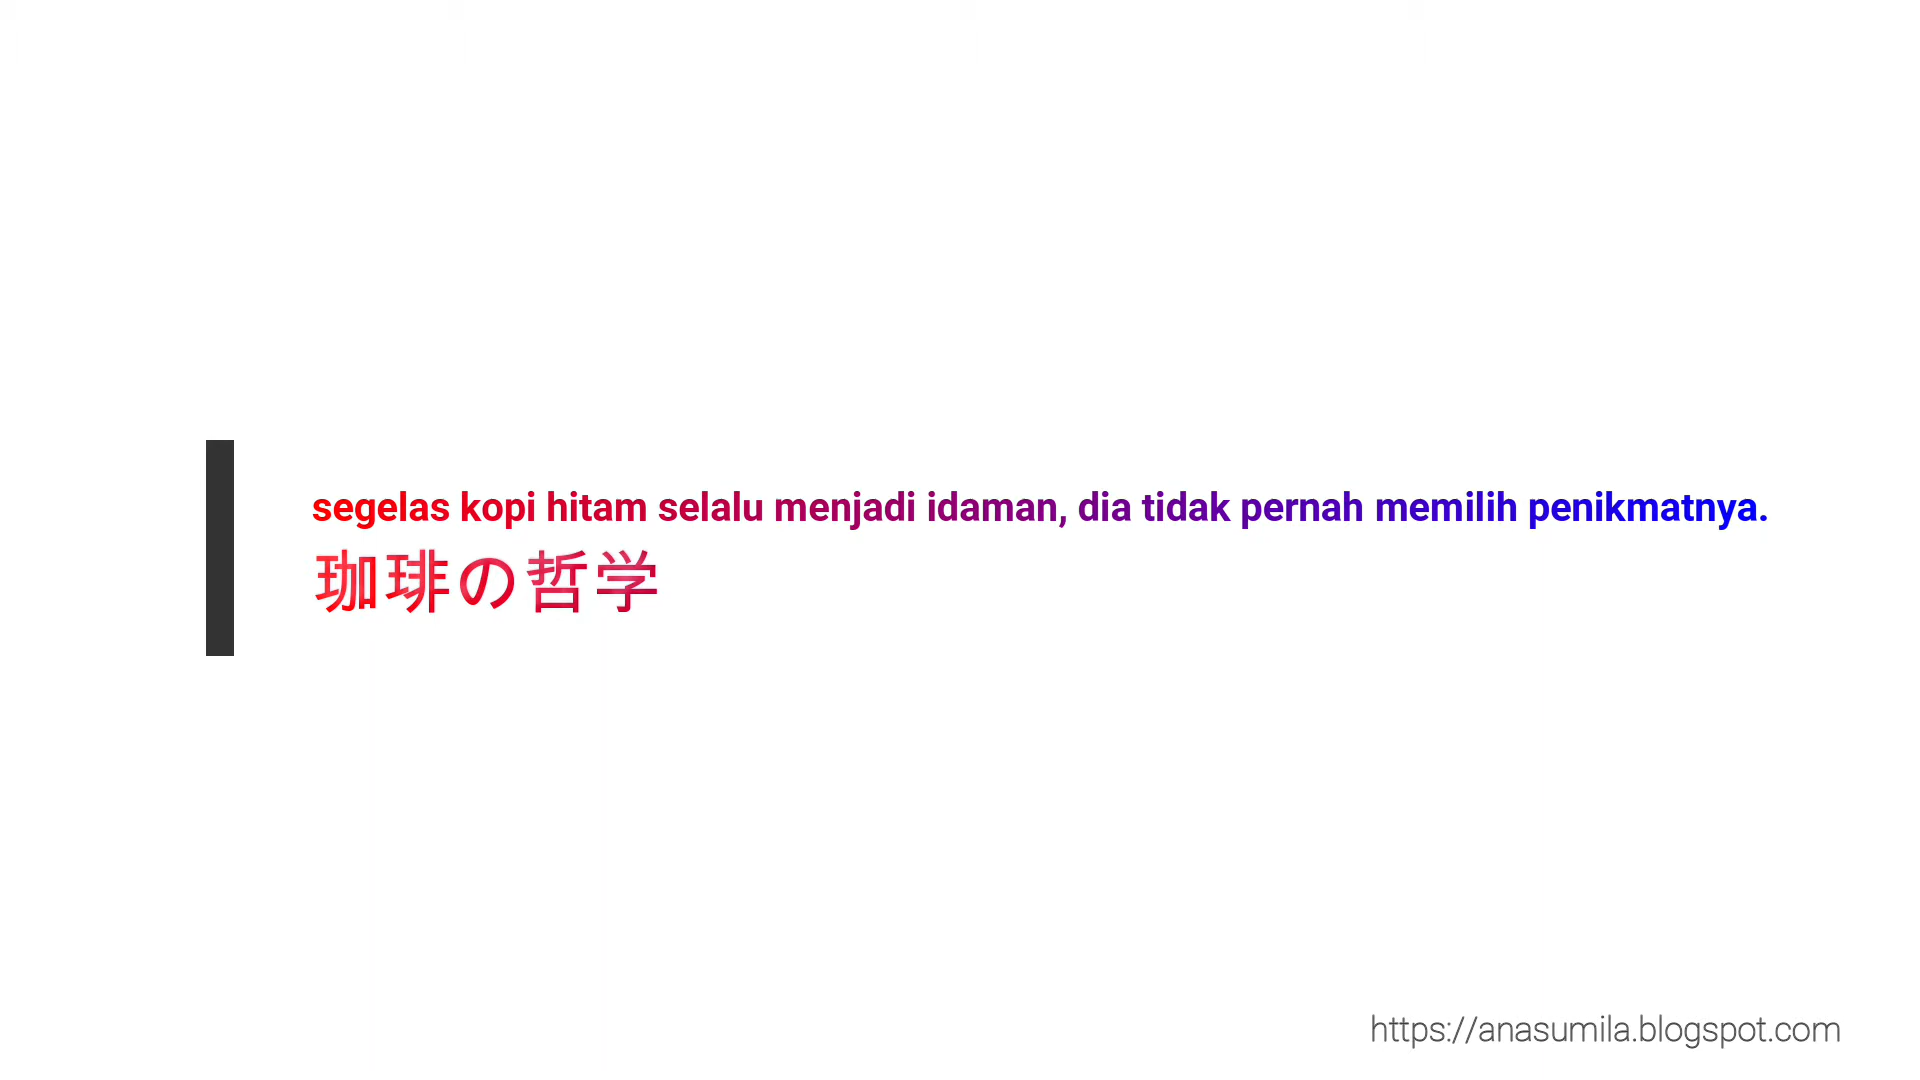 segelas kopi hitam selalu menjadi idaman, dia tidak pernah memilih penikmatnya.
珈琲の哲学
https://anasumila.blogspot.com